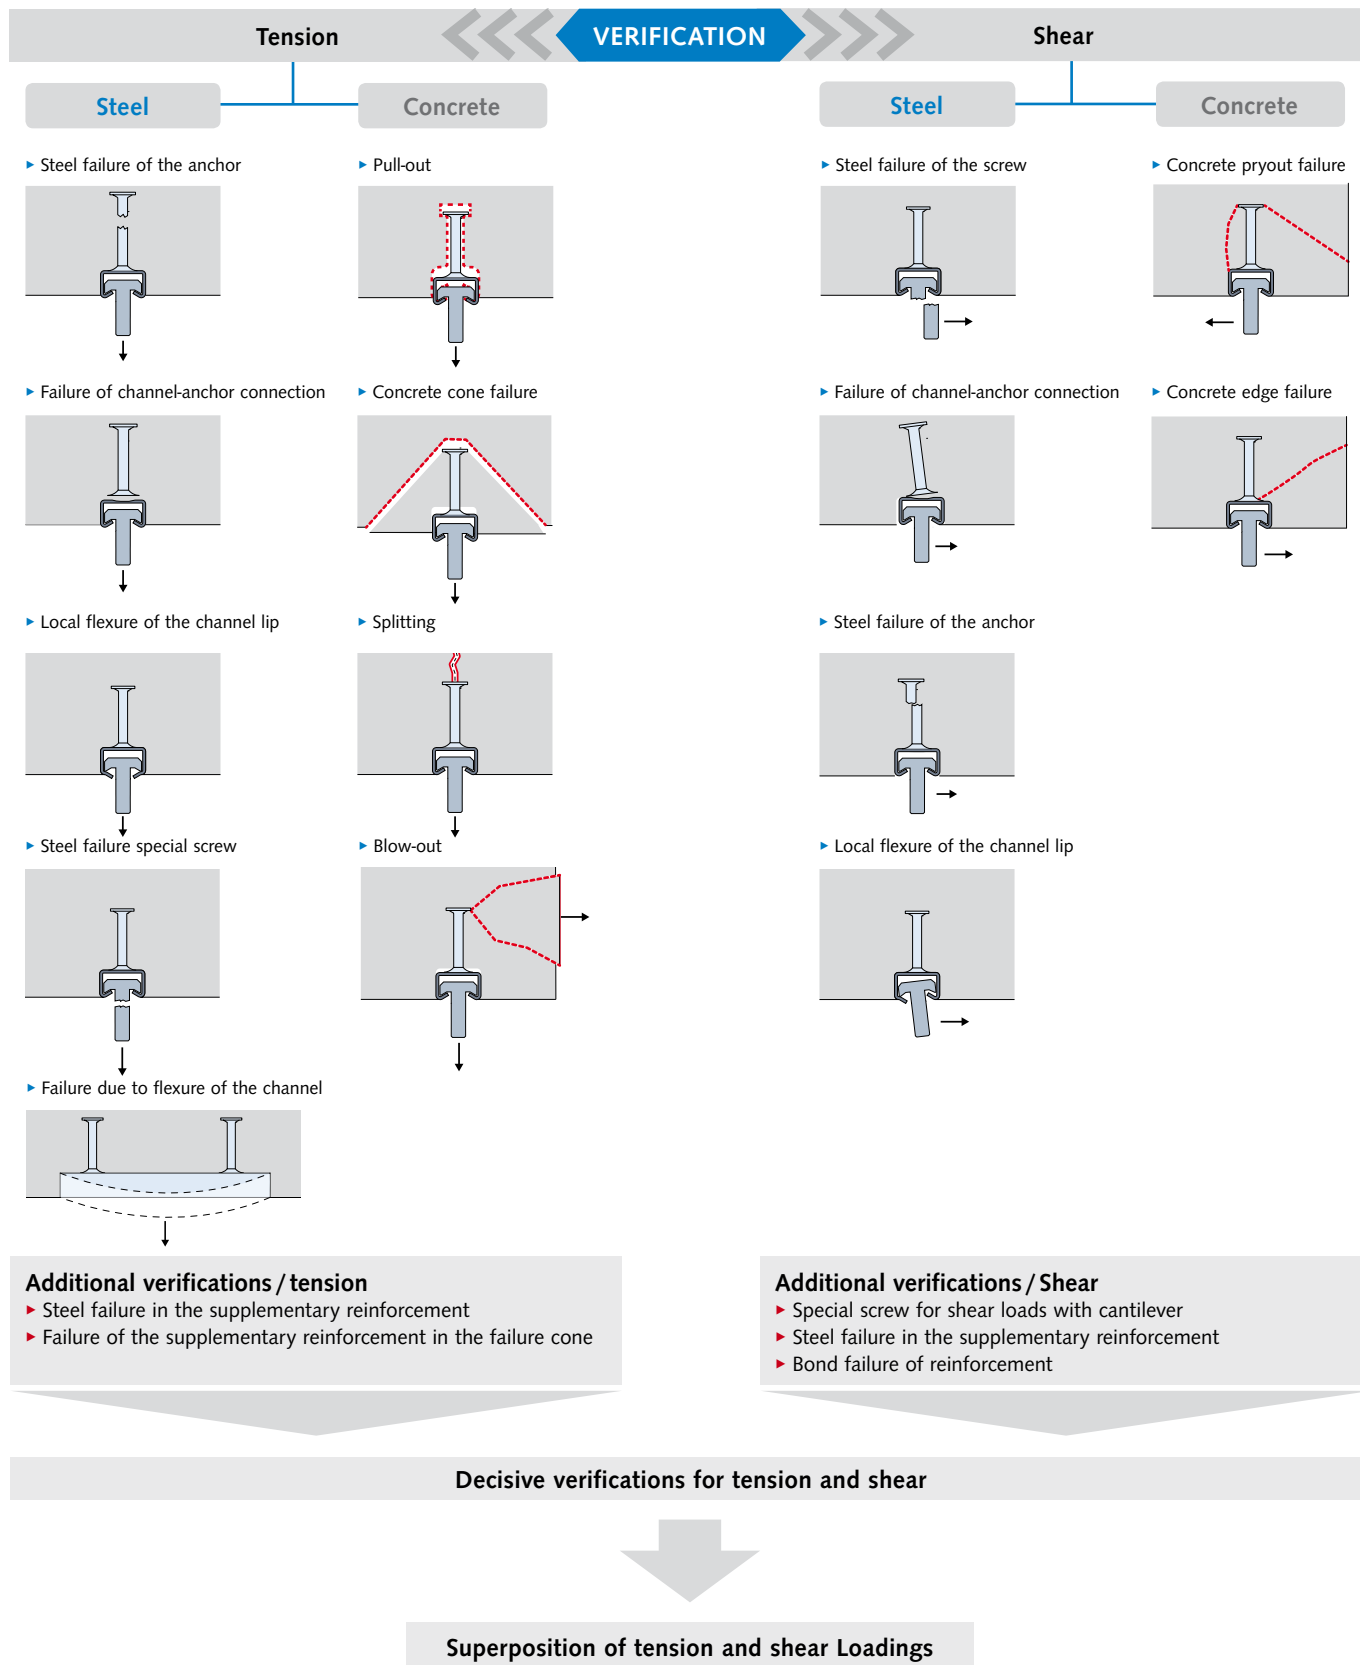 Tension
VERIFICATION
Shear
Steel
Concrete
Steel
Concrete
Steel failure of the anchor
Pull-out
Steel failure of the screw
Concrete pryout failure
Failure of channel-anchor connection
Concrete cone failure
Failure of channel-anchor connection
Concrete edge failure
Local flexure of the channel lip
Splitting
Steel failure of the anchor
Steel failure special screw
Blow-out
Local flexure of the channel lip
Failure due to flexure of the channel
Additional verifications / tension
Steel failure in the supplementary reinforcement
Failure of the supplementary reinforcement in the failure cone
Additional verifications / Shear
Special screw for shear loads with cantilever
Steel failure in the supplementary reinforcement
Bond failure of reinforcement
Decisive verifications for tension and shear
Superposition of tension and shear Loadings